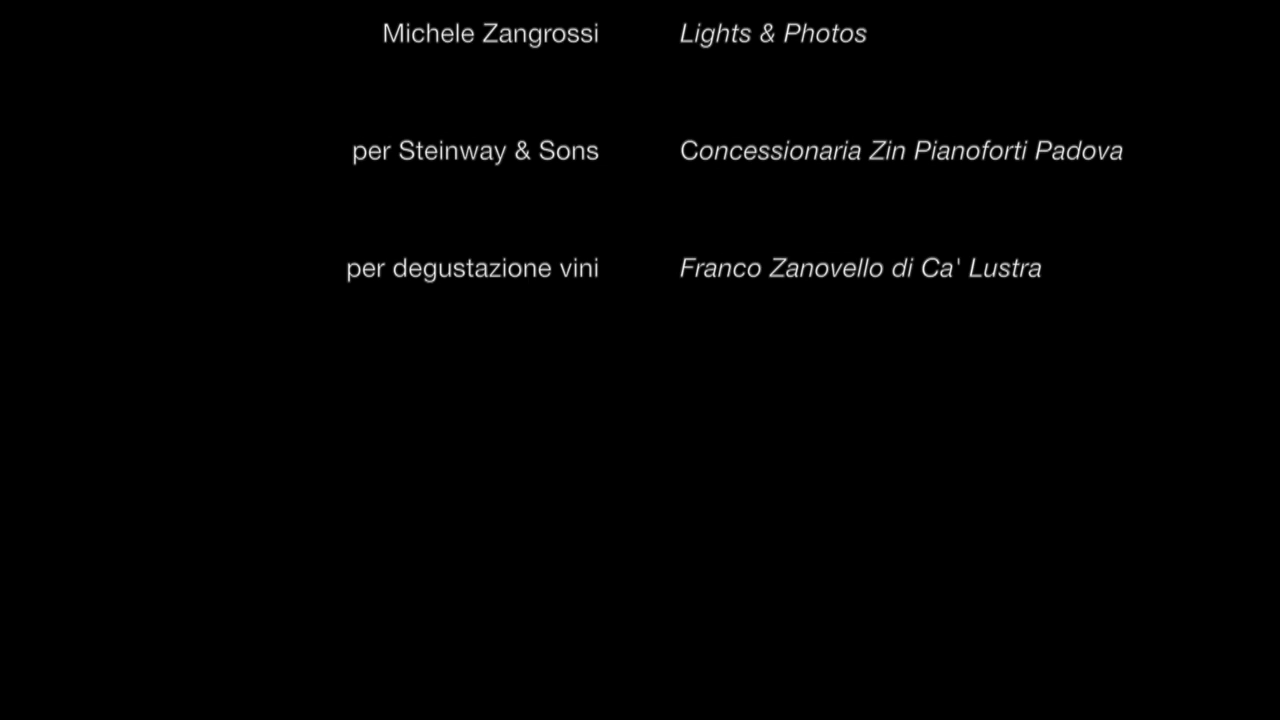 Michele Zangrossi Lights & Photos
per Steinway & Sons Concessionaria Zin Pianoforti Padova
per degustazione vini Franco Zanovello di Ca' Lustra